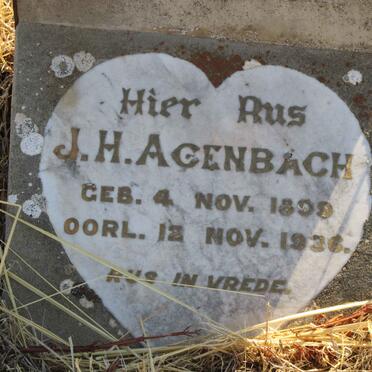 Hier Rus
J.H. AGENBACH
GEB. 4 NOV. 1899
OORL. 12 NOV. 1936.
RUS IN VREDE.